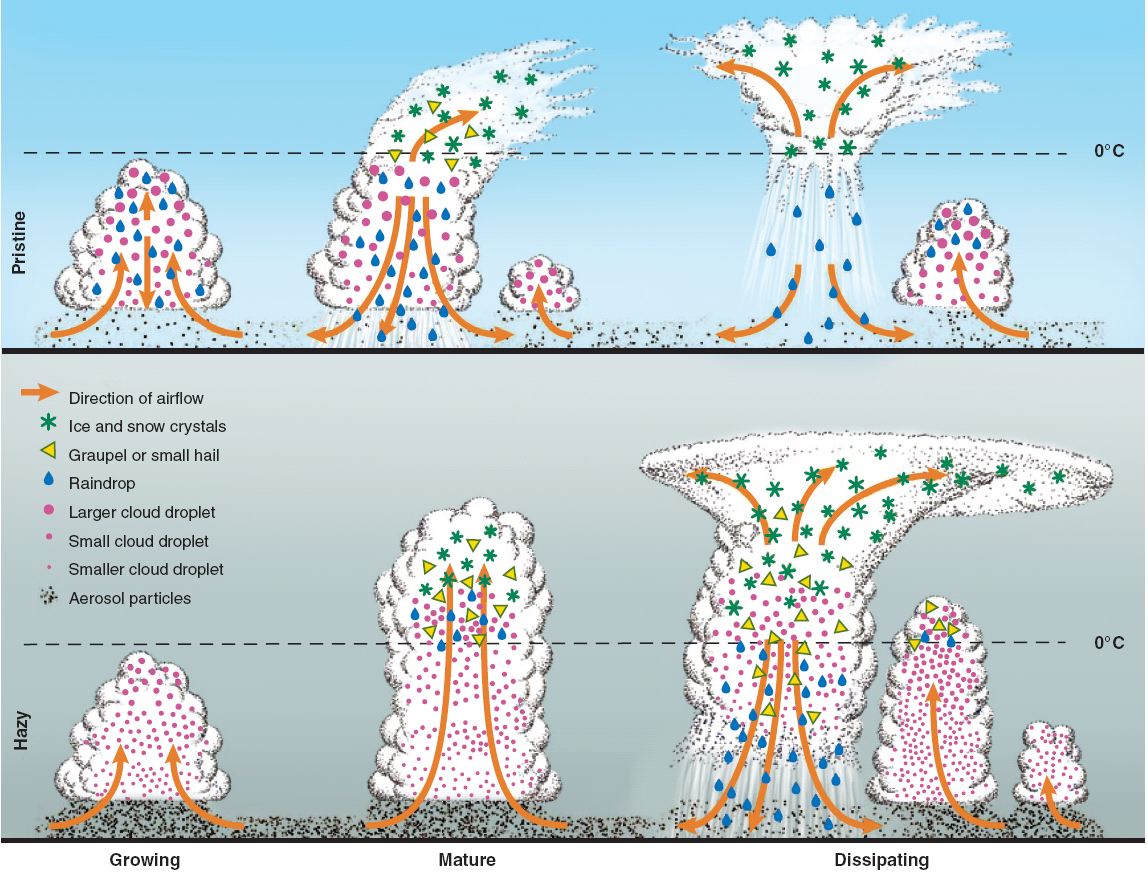 0°C
Pristine
Direction of airflow
Ice and snow crystals
Graupel or small hail
Raindrop
Larger cloud droplet
Small cloud droplet
Smaller cloud droplet
Aerosol particles
0°C
Hazy
Growing
Mature
Dissipating